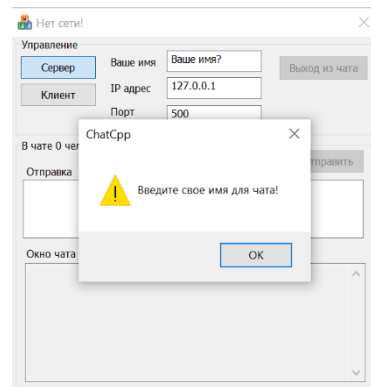 Нет сети!
Управление
Сервер
Ваше имя
Ваше имя?
Выход из чата
Клиент
IP адрес
127.0.0.1
Порт
500
ChatCpp
В чате 0 чел
Отправка
Введите свое имя для чата!
OK
Окно чата